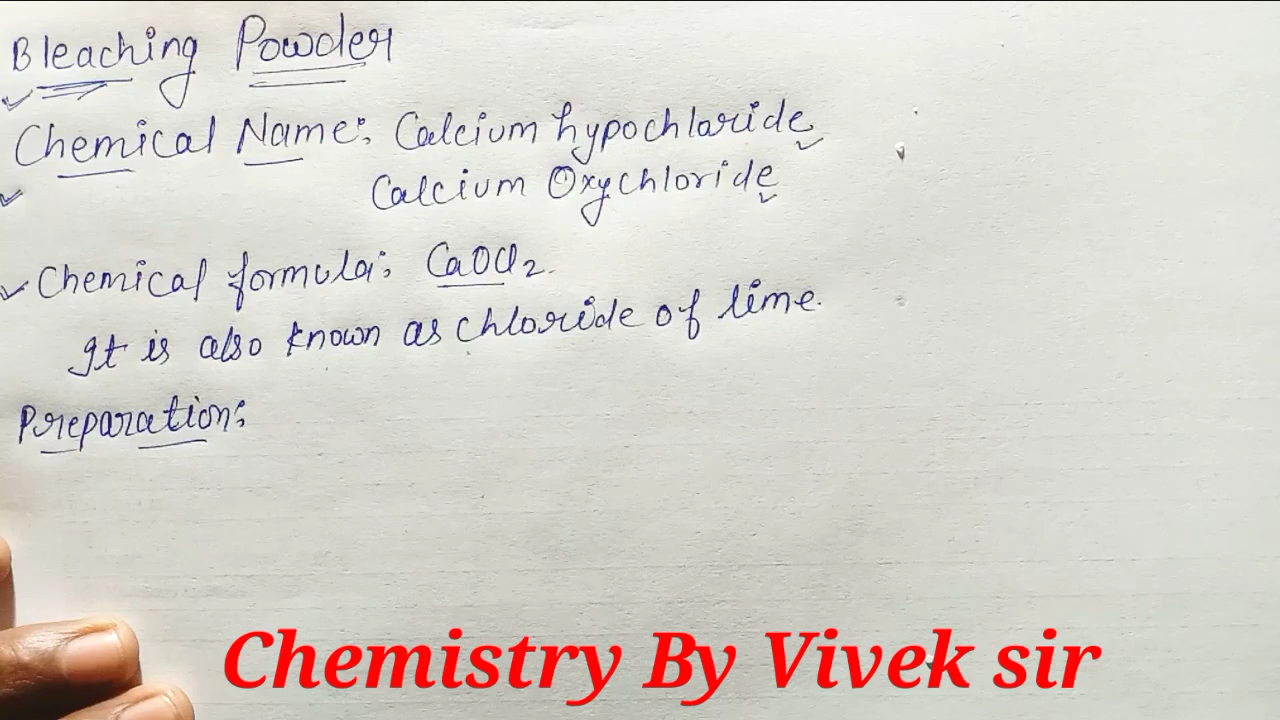 Bleaching Powder
Chemical Name: Calcium hypochloride
Calcium Oxychloride
Chemical formula: CaOCl₂.
It is also known as chloride of lime.
Preparation:
Chemistry By Vivek sir